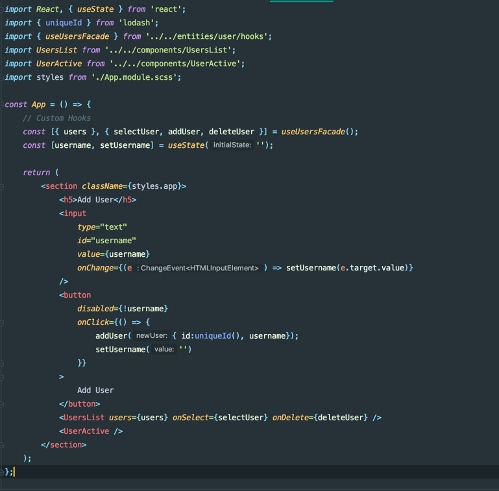 import React, { useState } from 'react';
import { uniqueId } from 'lodash';
import { useUsersFacade } from '../../entities/user/hooks';
import UsersList from '../../components/UsersList';
import UserActive from '../../components/UserActive';
import styles from './App.module.scss';

const App = () => {
    // Custom Hooks
    const [{ users }, { selectUser, addUser, deleteUser }] = useUsersFacade();
    const [username, setUsername] = useState( initialState: '');

    return (
        <section className={styles.app}>
            <h5>Add User</h5>
            <input
                type="text"
                id="username"
                value={username}
                onChange={(e : ChangeEvent<HTMLInputElement> ) => setUsername(e.target.value)}
            />
            <button
                disabled={!username}
                onClick={() => {
                    addUser( newUser: { id:uniqueId(), username});
                    setUsername( value: '')
                }}
            >
                Add User
            </button>
            <UsersList users={users} onSelect={selectUser} onDelete={deleteUser} />
            <UserActive />
        </section>
    );
};